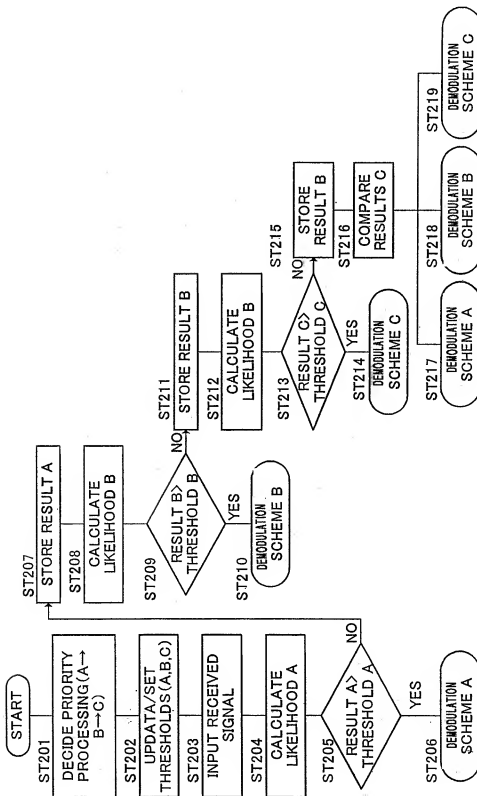 START
ST201
DECIDE PRIORITY
PROCESSING (A→
B→C)
ST202
UPDATA/SET
THRESHOLDS(A,B,C)
ST203
INPUT RECEIVED
SIGNAL
ST204
CALCULATE
LIKELIHOOD A
ST205
RESULT A>
THRESHOLD A
NO
YES
ST206
DEMODULATION
SCHEME A
ST207
STORE RESULT A
ST208
CALCULATE
LIKELIHOOD B
ST209
RESULT B>
THRESHOLD B
NO
YES
ST210
DEMODULATION
SCHEME B
ST211
STORE RESULT B
ST212
CALCULATE
LIKELIHOOD B
ST213
RESULT C>
THRESHOLD C
NO
YES
ST214
DEMODULATION
SCHEME C
ST215
STORE
RESULT B
ST216
COMPARE
RESULTS C
ST217
DEMODULATION
SCHEME A
ST218
DEMODULATION
SCHEME B
ST219
DEMODULATION
SCHEME C